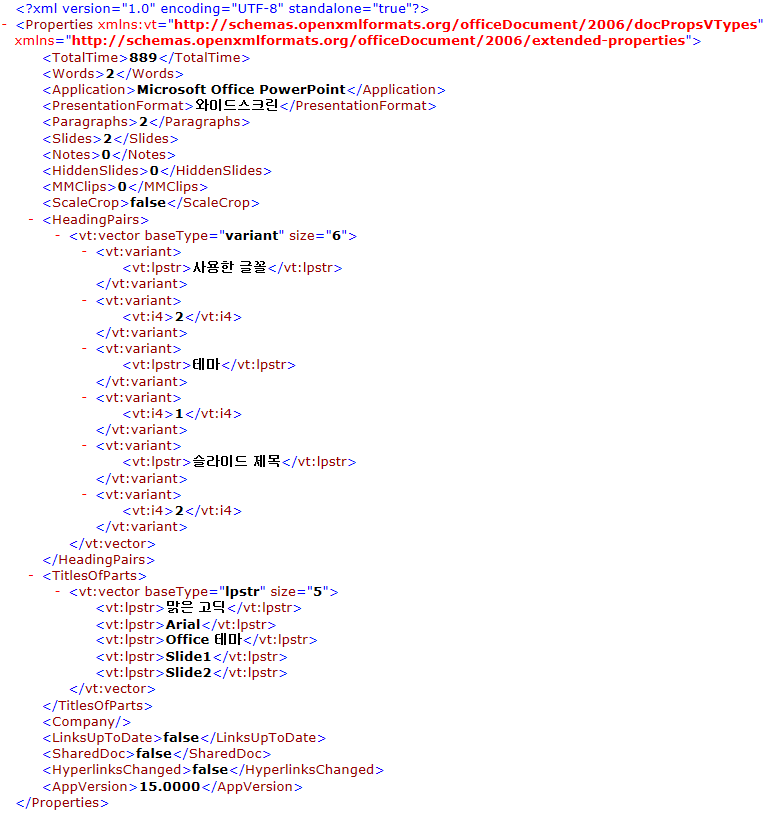 <?xml version="1.0" encoding="UTF-8" standalone="true"?>
- <Properties xmlns:vt="http://schemas.openxmlformats.org/officeDocument/2006/docPropsVTypes"
xmlns="http://schemas.openxmlformats.org/officeDocument/2006/extended-properties">
<TotalTime>889</TotalTime>
<Words>2</Words>
<Application>Microsoft Office PowerPoint</Application>
<PresentationFormat>와이드스크린</PresentationFormat>
<Paragraphs>2</Paragraphs>
<Slides>2</Slides>
<Notes>0</Notes>
<HiddenSlides>0</HiddenSlides>
<MMClips>0</MMClips>
<ScaleCrop>false</ScaleCrop>
- <HeadingPairs>
- <vt:vector baseType="variant" size="6">
- <vt:variant>
<vt:lpstr>사용한 글꼴</vt:lpstr>
</vt:variant>
- <vt:variant>
<vt:i4>2</vt:i4>
</vt:variant>
- <vt:variant>
<vt:lpstr>테마</vt:lpstr>
</vt:variant>
- <vt:variant>
<vt:i4>1</vt:i4>
</vt:variant>
- <vt:variant>
<vt:lpstr>슬라이드 제목</vt:lpstr>
</vt:variant>
- <vt:variant>
<vt:i4>2</vt:i4>
</vt:variant>
</vt:vector>
</HeadingPairs>
- <TitlesOfParts>
- <vt:vector baseType="lpstr" size="5">
<vt:lpstr>맑은 고딕</vt:lpstr>
<vt:lpstr>Arial</vt:lpstr>
<vt:lpstr>Office 테마</vt:lpstr>
<vt:lpstr>Slide1</vt:lpstr>
<vt:lpstr>Slide2</vt:lpstr>
</vt:vector>
</TitlesOfParts>
<Company/>
<LinksUpToDate>false</LinksUpToDate>
<SharedDoc>false</SharedDoc>
<HyperlinksChanged>false</HyperlinksChanged>
<AppVersion>15.0000</AppVersion>
</Properties>